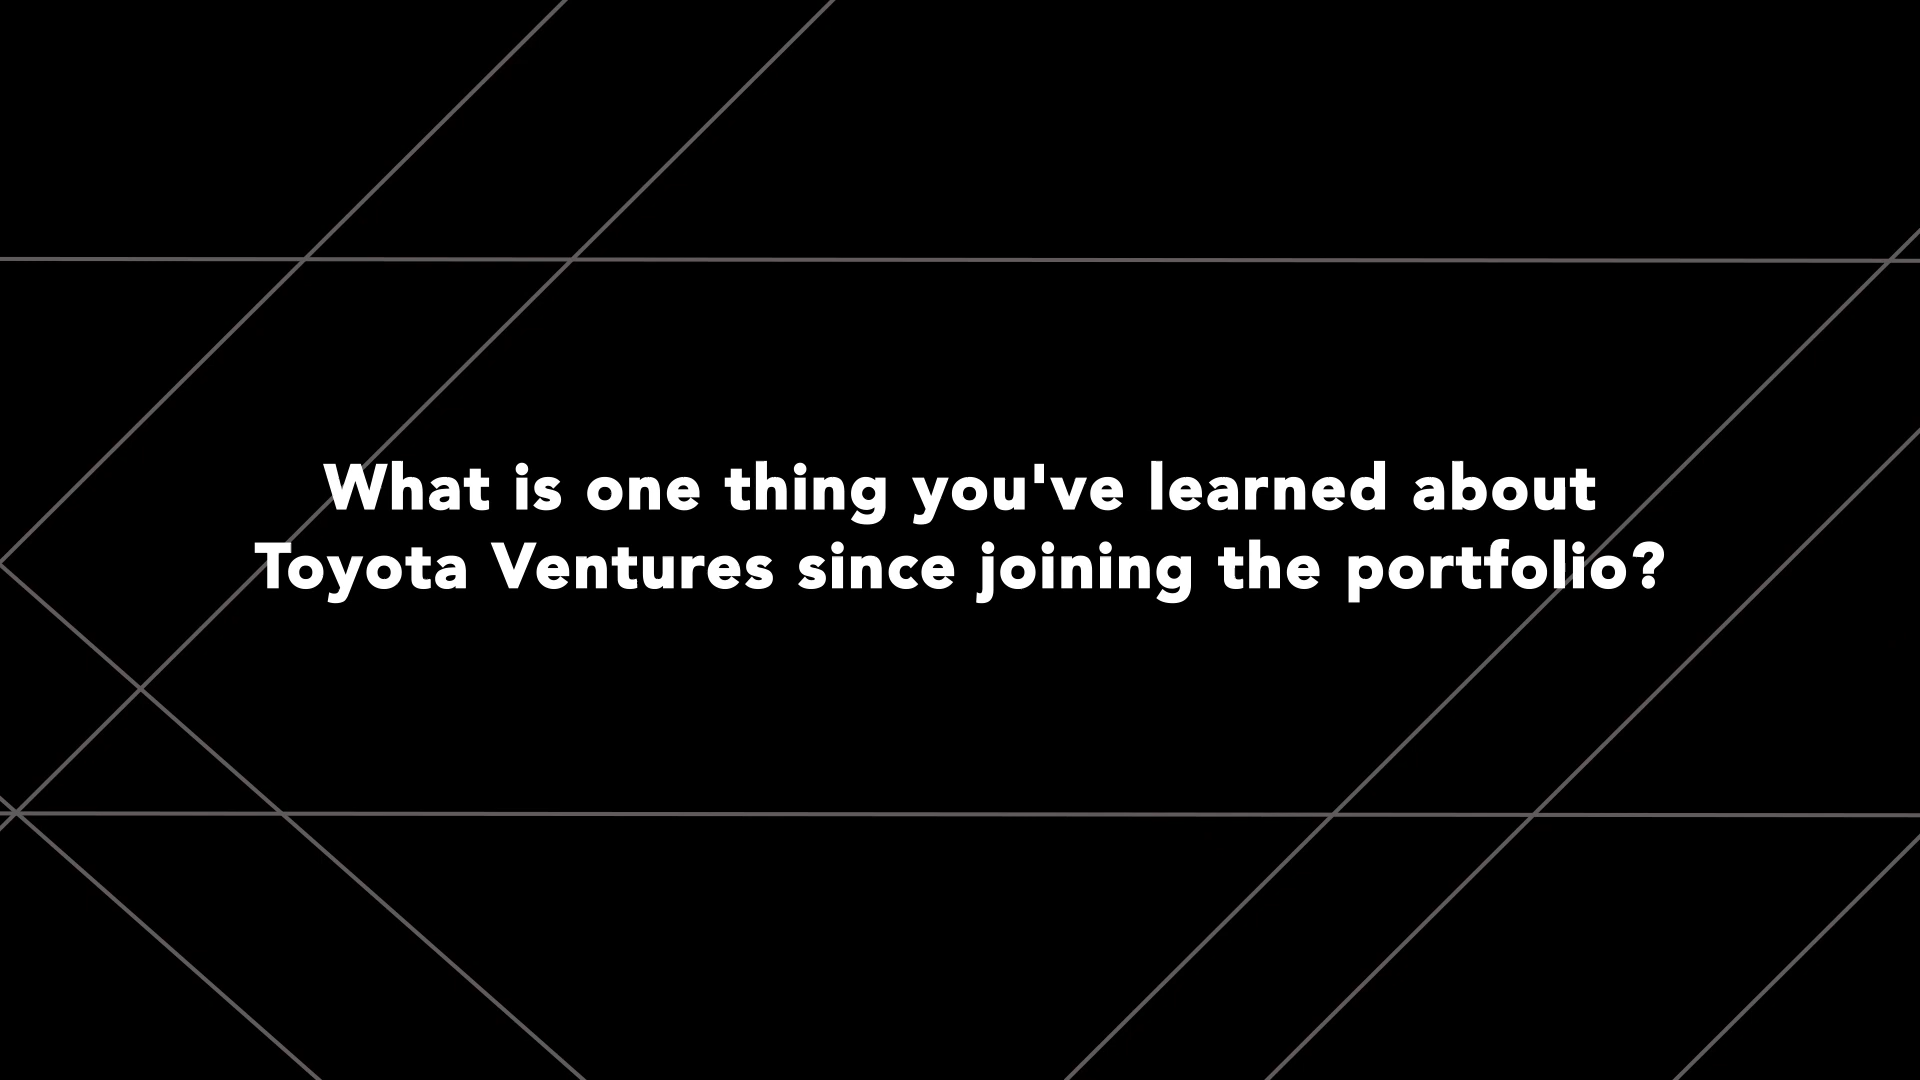 What is one thing you've learned about
Toyota Ventures since joining the portfolio?